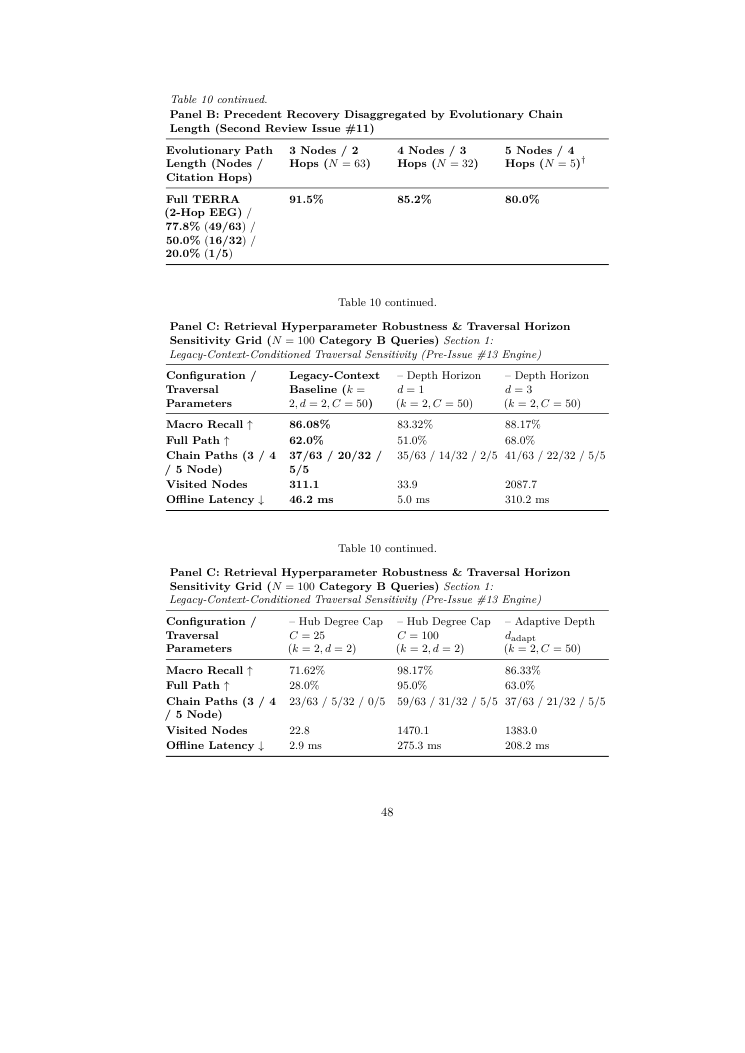 Table 10 continued.
Panel B: Precedent Recovery Disaggregated by Evolutionary Chain
Length (Second Review Issue #11)
Evolutionary Path Length (Nodes / Citation Hops) 3 Nodes / 2 Hops (N = 63) 4 Nodes / 3 Hops (N = 32) 5 Nodes / 4 Hops (N = 5)†
Full TERRA (2-Hop EEG) / 77.8% (49/63) / 50.0% (16/32) / 20.0% (1/5) 91.5% 85.2% 80.0%
Table 10 continued.
Panel C: Retrieval Hyperparameter Robustness & Traversal Horizon
Sensitivity Grid (N = 100 Category B Queries) Section 1:
Legacy-Context-Conditioned Traversal Sensitivity (Pre-Issue #13 Engine)
Configuration / Traversal Parameters Legacy-Context Baseline (k = 2, d = 2, C = 50) – Depth Horizon d = 1 (k = 2, C = 50) – Depth Horizon d = 3 (k = 2, C = 50)
Macro Recall ↑ 86.08% 83.32% 88.17%
Full Path ↑ 62.0% 51.0% 68.0%
Chain Paths (3 / 4 / 5 Node) 37/63 / 20/32 / 5/5 35/63 / 14/32 / 2/5 41/63 / 22/32 / 5/5
Visited Nodes 311.1 33.9 2087.7
Offline Latency ↓ 46.2 ms 5.0 ms 310.2 ms
Table 10 continued.
Panel C: Retrieval Hyperparameter Robustness & Traversal Horizon
Sensitivity Grid (N = 100 Category B Queries) Section 1:
Legacy-Context-Conditioned Traversal Sensitivity (Pre-Issue #13 Engine)
Configuration / Traversal Parameters – Hub Degree Cap C = 25 (k = 2, d = 2) – Hub Degree Cap C = 100 (k = 2, d = 2) – Adaptive Depth d_adapt (k = 2, C = 50)
Macro Recall ↑ 71.62% 98.17% 86.33%
Full Path ↑ 28.0% 95.0% 63.0%
Chain Paths (3 / 4 / 5 Node) 23/63 / 5/32 / 0/5 59/63 / 31/32 / 5/5 37/63 / 21/32 / 5/5
Visited Nodes 22.8 1470.1 1383.0
Offline Latency ↓ 2.9 ms 275.3 ms 208.2 ms
48